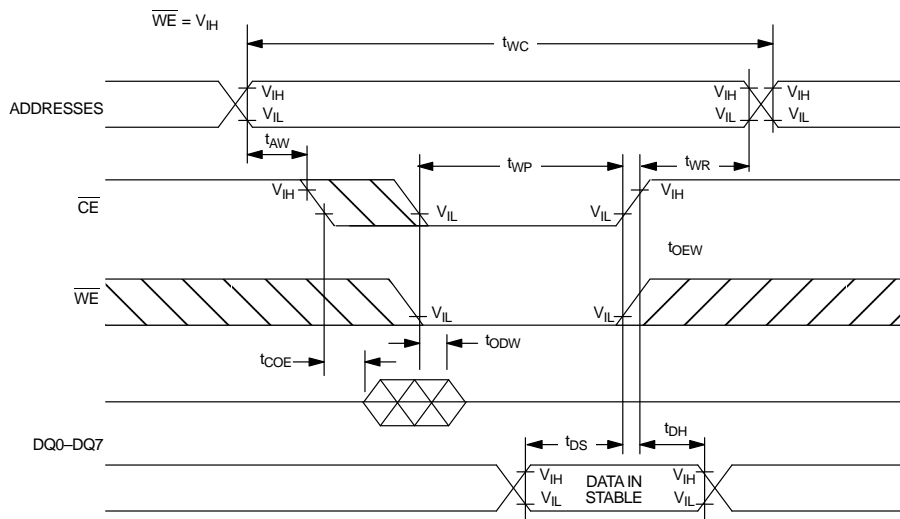 WE = VIH
tWC
ADDRESSES
VIH VIH VIH
VIL VIL VIL
tAW
tWP
tWR
CE
VIH VIH
VIL VIL
tOEW
WE
VIL VIL
tCOE
tODW
DQ0–DQ7
tDS
tDH
VIH DATA IN VIH
VIL STABLE VIL